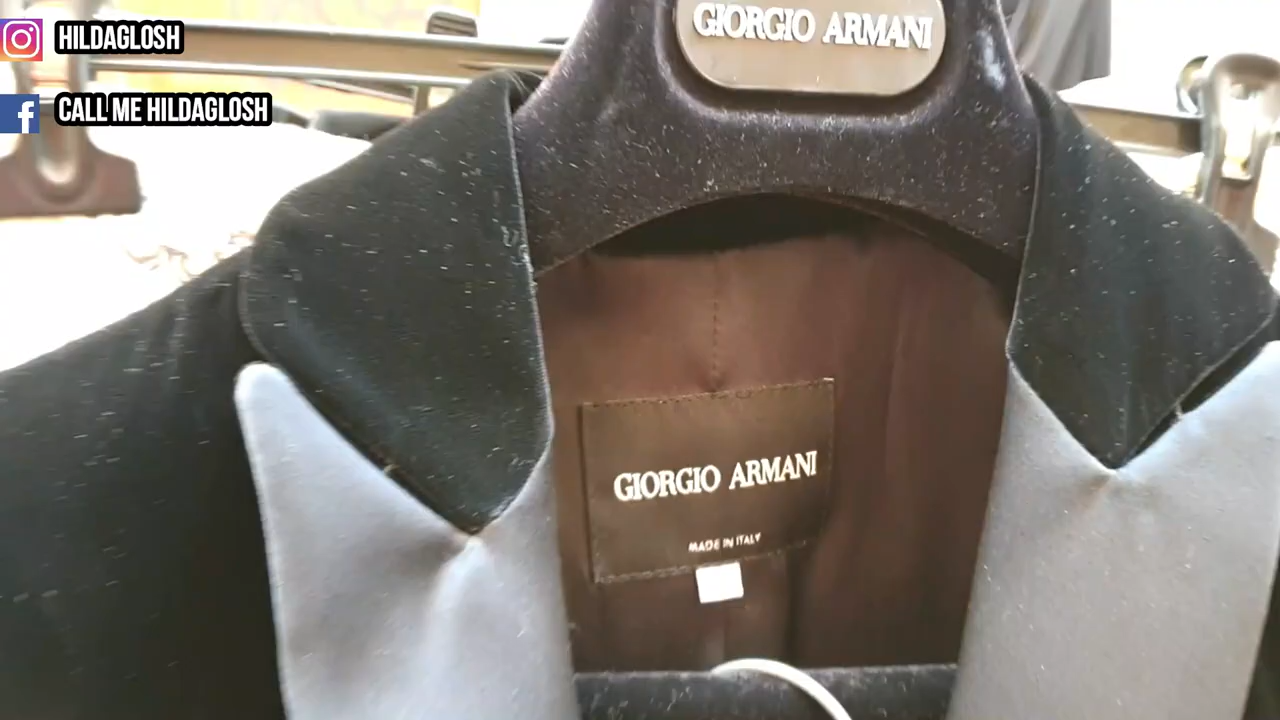 HILDAGLOSH
CALL ME HILDAGLOSH
GIORGIO ARMANI
GIORGIO ARMANI
MADE IN ITALY